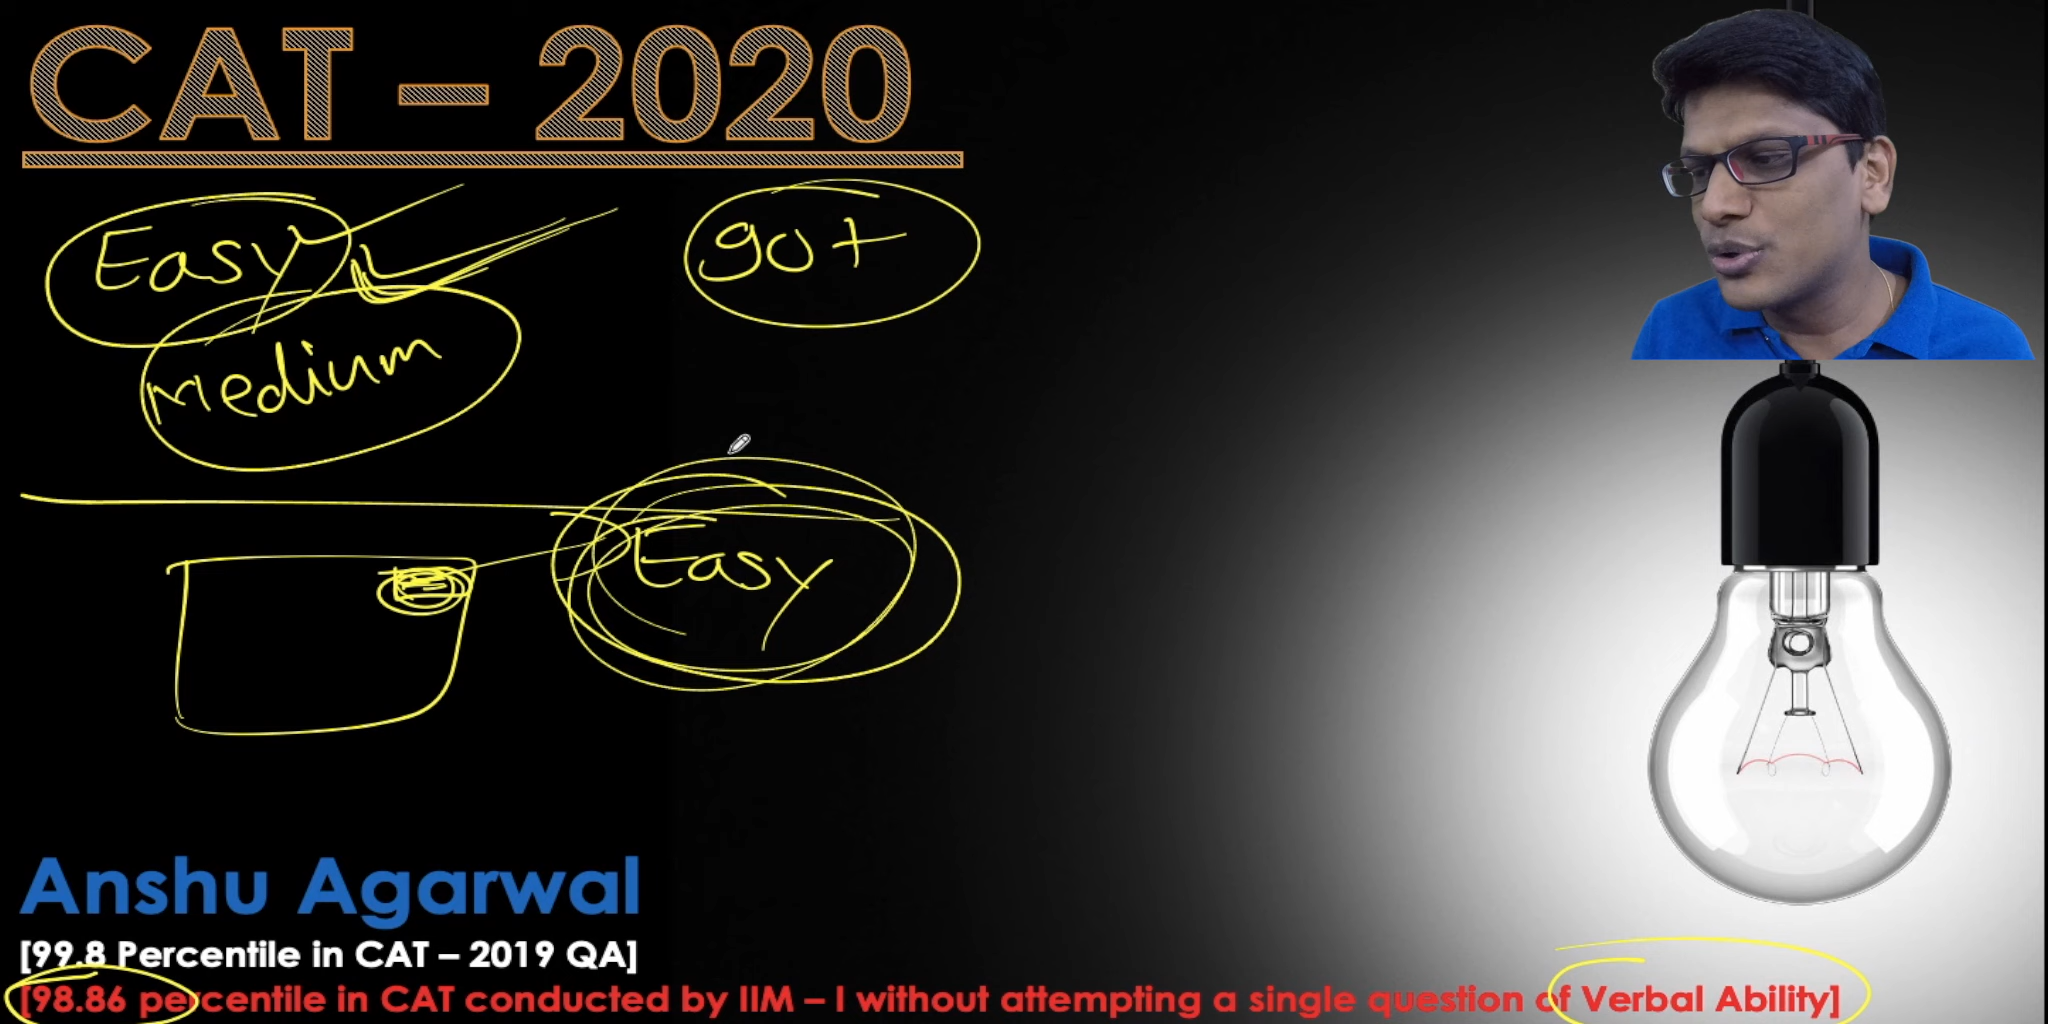 CAT – 2020
Easy
90+
Medium
Easy
Anshu Agarwal
[99.8 Percentile in CAT – 2019 QA]
[98.86 percentile in CAT conducted by IIM – I without attempting a single question of Verbal Ability]